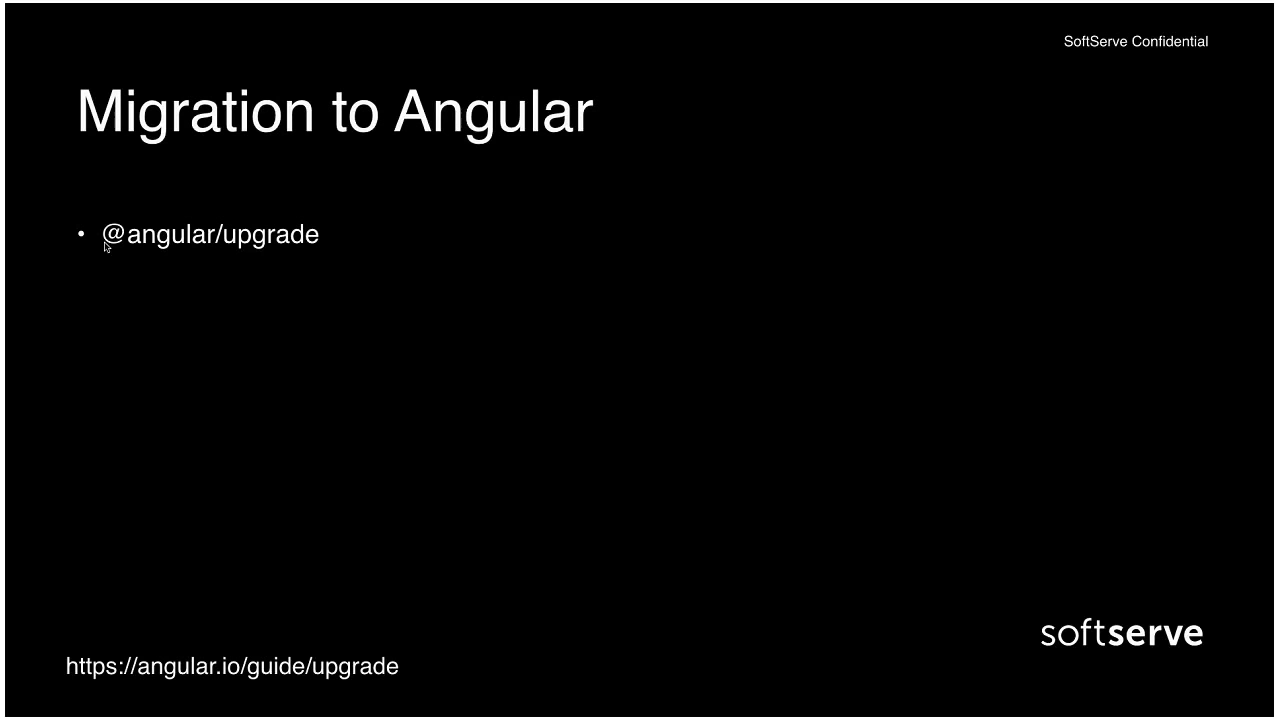 SoftServe Confidential
Migration to Angular
• @angular/upgrade
softserve
https://angular.io/guide/upgrade